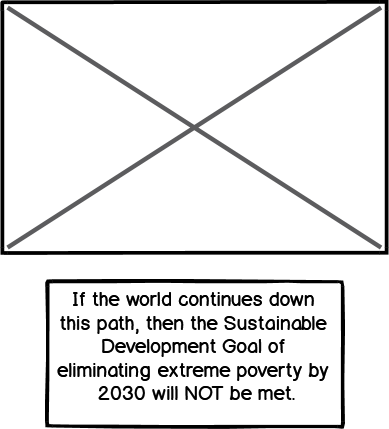 If the world continues down
this path, then the Sustainable
Development Goal of
eliminating extreme poverty by
2030 will NOT be met.